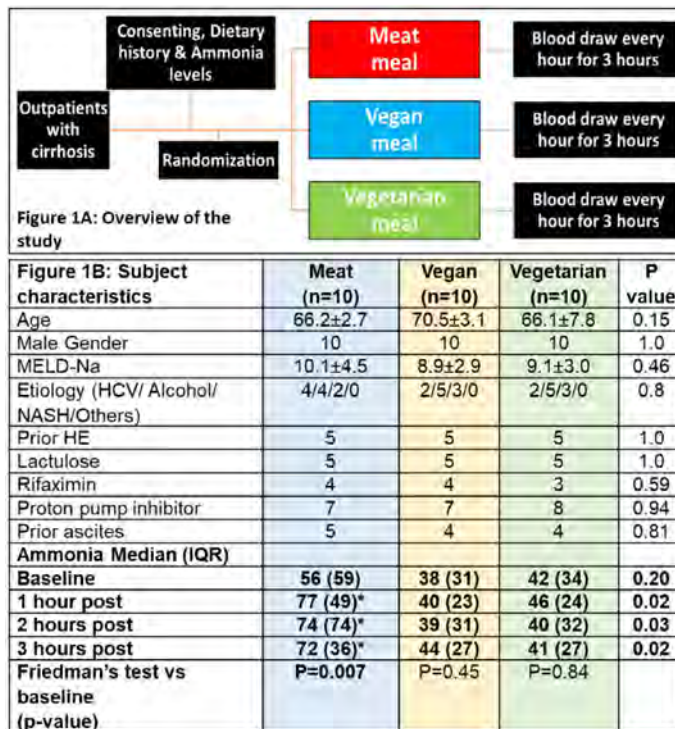 Consenting, Dietary
history & Ammonia
levels
Meat
meal
Blood draw every
hour for 3 hours
Outpatients
with
cirrhosis
Randomization
Vegan
meal
Blood draw every
hour for 3 hours
Vegetarian
meal
Blood draw every
hour for 3 hours
Figure 1A: Overview of the
study
Figure 1B: Subject characteristics Meat (n=10) Vegan (n=10) Vegetarian (n=10) P value
Age 66.2±2.7 70.5±3.1 66.1±7.8 0.15
Male Gender 10 10 10 1.0
MELD-Na 10.1±4.5 8.9±2.9 9.1±3.0 0.46
Etiology (HCV/ Alcohol/ 4/4/2/0 2/5/3/0 2/5/3/0 0.8
NASH/Others)
Prior HE 5 5 5 1.0
Lactulose 5 5 5 1.0
Rifaximin 4 4 3 0.59
Proton pump inhibitor 7 7 8 0.94
Prior ascites 5 4 4 0.81
Ammonia Median (IQR)
Baseline 56 (59) 38 (31) 42 (34) 0.20
1 hour post 77 (49)* 40 (23) 46 (24) 0.02
2 hours post 74 (74)* 39 (31) 40 (32) 0.03
3 hours post 72 (36)* 44 (27) 41 (27) 0.02
Friedman's test vs P=0.007 P=0.45 P=0.84
baseline
(p-value)